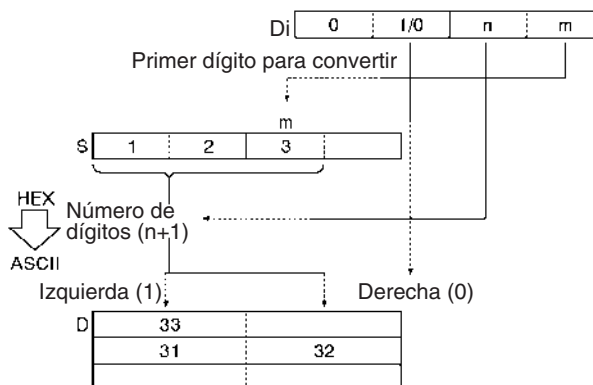 Di 0 1/0 n m
Primer dígito para convertir
m
S 1 2 3
HEX
Número de
dígitos (n+1)
ASCII
Izquierda (1) Derecha (0)
D 33
31 32